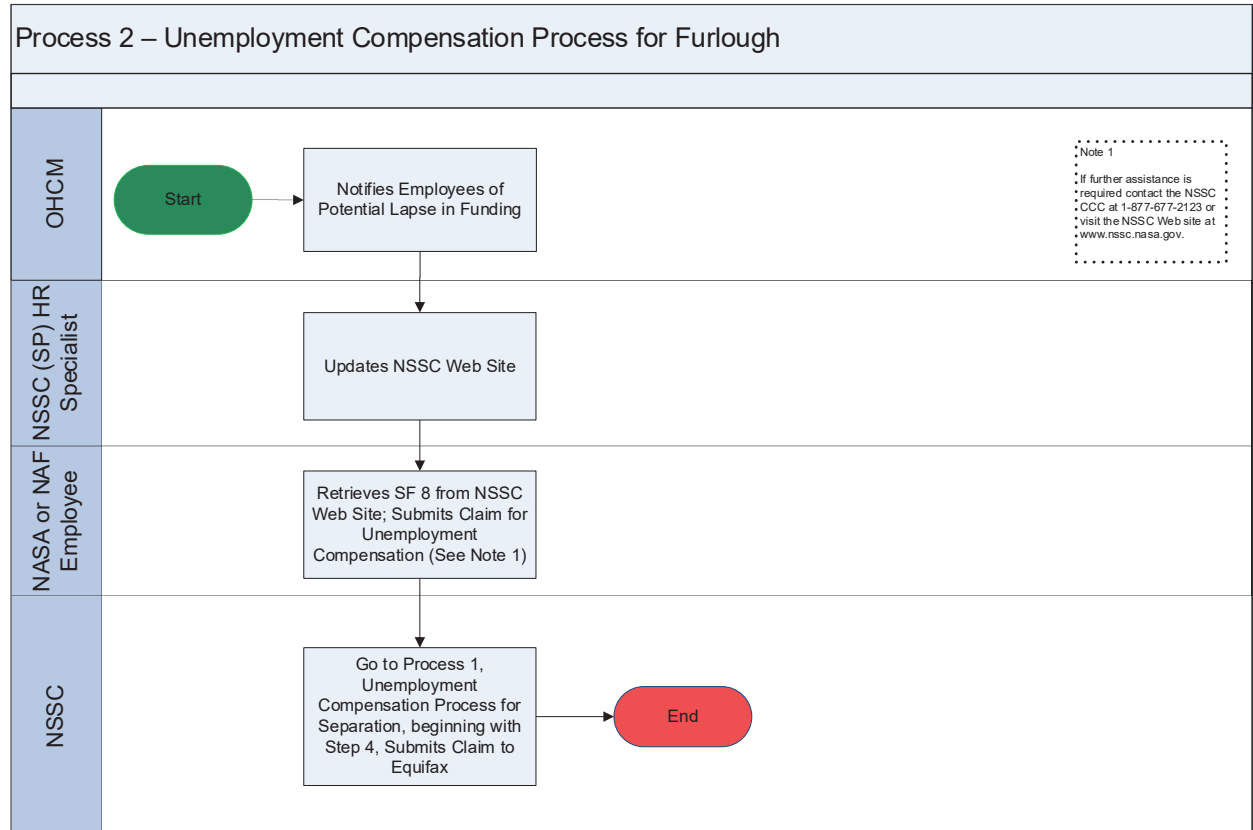 Process 2 – Unemployment Compensation Process for Furlough
OHCM
Start
Notifies Employees of
Potential Lapse in Funding
Note 1
If further assistance is
required contact the NSSC
CCC at 1-877-677-2123 or
visit the NSSC Web site at
www.nssc.nasa.gov.
NSSC (SP) HR
Specialist
Updates NSSC Web Site
NASA or NAF
Employee
Retrieves SF 8 from NSSC
Web Site; Submits Claim for
Unemployment
Compensation (See Note 1)
NSSC
Go to Process 1,
Unemployment
Compensation Process for
Separation, beginning with
Step 4, Submits Claim to
Equifax
End